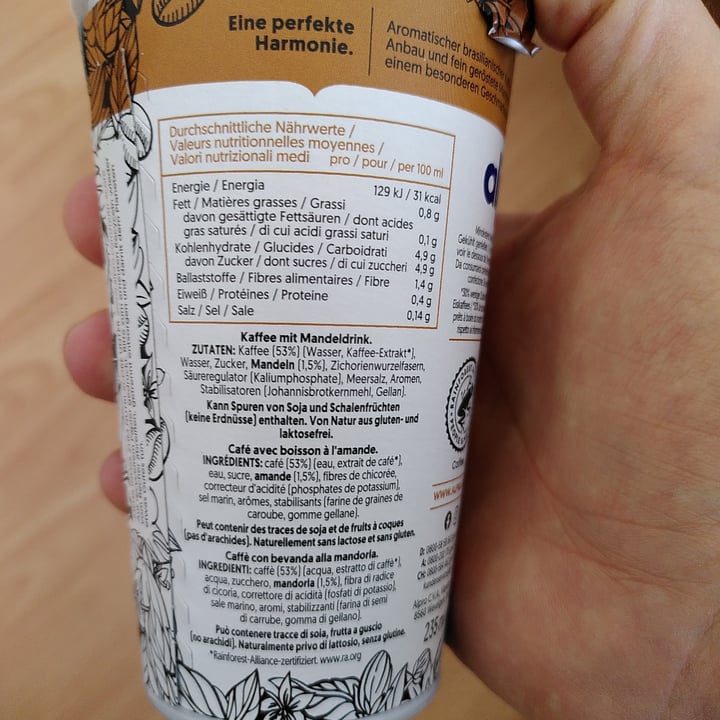 Eine perfekte
Harmonie.
Aromatischer brasilianischer
Anbau und fein geröstete
einem besonderen
Durchschnittliche Nährwerte /
Valeurs nutritionnelles moyennes /
Valori nutrizionali medi pro / pour / per 100 ml
Energie / Energia 129 kJ / 31 kcal
Fett / Matières grasses / Grassi 0,8 g
davon gesättigte Fettsäuren / dont acides
gras saturés / di cui acidi grassi saturi 0,1 g
Kohlenhydrate / Glucides / Carboidrati 4,9 g
davon Zucker / dont sucres / di cui zuccheri 4,9 g
Ballaststoffe / Fibres alimentaires / Fibre 1,4 g
Eiweiß / Protéines / Proteine 0,4 g
Salz / Sel / Sale 0,14 g
Kaffee mit Mandeldrink.
ZUTATEN: Kaffee (53%) (Wasser, Kaffee-Extrakt*),
Wasser, Zucker, Mandeln (1,5%), Zichorienwurzelfasern,
Säureregulator (Kaliumphosphate), Meersalz, Aromen,
Stabilisatoren (Johannisbrotkernmehl, Gellan).
Kann Spuren von Soja und Schalenfrüchten
(keine Erdnüsse) enthalten. Von Natur aus gluten- und
laktosefrei.
Café avec boisson à l'amande.
INGRÉDIENTS: café (53%) (eau, extrait de café*),
eau, sucre, amande (1,5%), fibres de chicorée,
correcteur d'acidité (phosphates de potassium),
sel marin, arômes, stabilisants (farine de graines de
caroube, gomme gellane).
Peut contenir des traces de soja et de fruits à coques
(pas d'arachides). Naturellement sans lactose et sans gluten.
Caffè con bevanda alla mandorla.
INGREDIENTI: caffè (53%) (acqua, estratto di caffè*),
acqua, zucchero, mandorla (1,5%), fibra di radice
di cicoria, correttore di acidità (fosfati di potassio),
sale marino, aromi, stabilizzanti (farina di semi
di carrube, gomma di gellano).
Può contenere tracce di soia, frutta a guscio
(no arachidi). Naturalmente privo di lattosio, senza glutine.
*Rainforest-Alliance-zertifiziert. www.ra.org